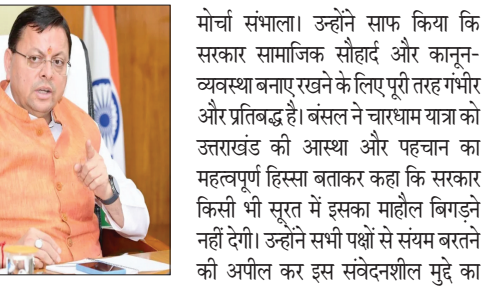 मोर्चा संभाला। उन्होंने साफ किया कि
सरकार सामाजिक सौहार्द और कानून-
व्यवस्था बनाए रखने के लिए पूरी तरह गंभीर
और प्रतिबद्ध है। बंसल ने चारधाम यात्रा को
उत्तराखंड की आस्था और पहचान का
महत्वपूर्ण हिस्सा बताकर कहा कि सरकार
किसी भी सूरत में इसका माहौल बिगड़ने
नहीं देगी। उन्होंने सभी पक्षों से संयम बरतने
की अपील कर इस संवेदनशील मुद्दे का